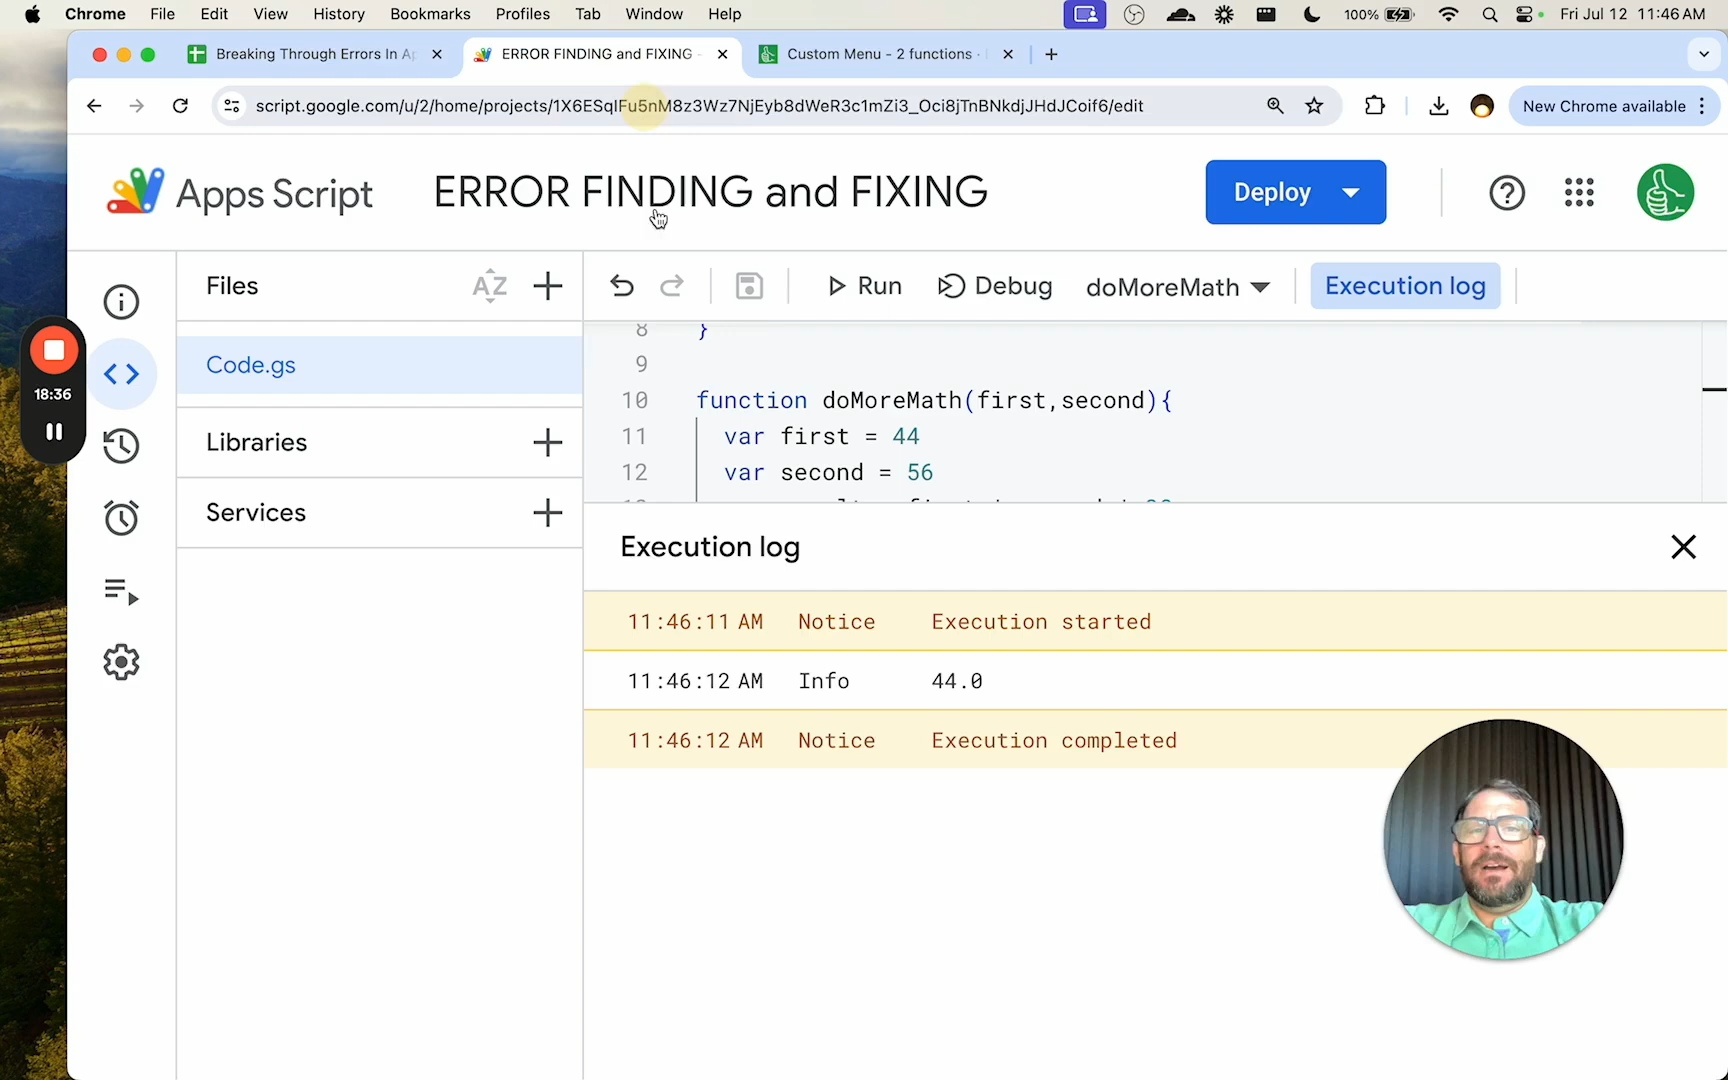 Chrome File Edit View History Bookmarks Profiles Tab Window Help 100% Fri Jul 12 11:46 AM
Breaking Through Errors In Ap
ERROR FINDING and FIXING -
Custom Menu - 2 functions ·
script.google.com/u/2/home/projects/1X6ESqIFu5nM8z3Wz7NjEyb8dWeR3c1mZi3_Oci8jTnBNkdjJHdJCoif6/edit
New Chrome available
Apps Script
ERROR FINDING and FIXING
Deploy
Files
AZ
Run
Debug
doMoreMath
Execution log
18:36
Code.gs
Libraries
Services
8 }
9
10 function doMoreMath(first,second){
11 var first = 44
12 var second = 56
Execution log
11:46:11 AM Notice Execution started
11:46:12 AM Info 44.0
11:46:12 AM Notice Execution completed